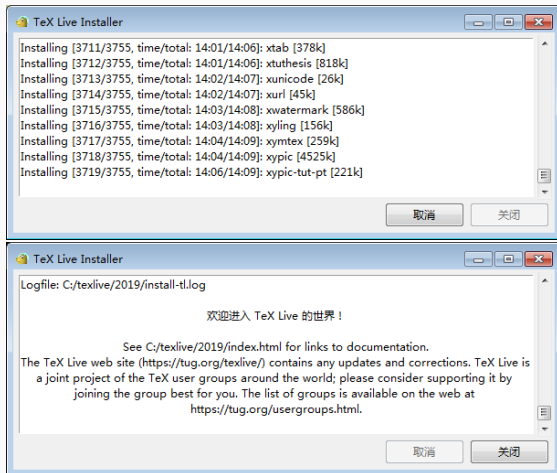 TeX Live Installer
Installing [3711/3755, time/total: 14:01/14:06]: xtab [378k]
Installing [3712/3755, time/total: 14:01/14:06]: xtuthesis [818k]
Installing [3713/3755, time/total: 14:02/14:07]: xunicode [26k]
Installing [3714/3755, time/total: 14:02/14:07]: xurl [45k]
Installing [3715/3755, time/total: 14:03/14:08]: xwatermark [586k]
Installing [3716/3755, time/total: 14:03/14:08]: xyling [156k]
Installing [3717/3755, time/total: 14:04/14:09]: xymtex [259k]
Installing [3718/3755, time/total: 14:04/14:09]: xypic [4525k]
Installing [3719/3755, time/total: 14:06/14:09]: xypic-tut-pt [221k]
取消 关闭
TeX Live Installer
Logfile: C:/texlive/2019/install-tl.log
欢迎进入 TeX Live 的世界！
See C:/texlive/2019/index.html for links to documentation.
The TeX Live web site (https://tug.org/texlive/) contains any updates and corrections. TeX Live is
a joint project of the TeX user groups around the world; please consider supporting it by
joining the group best for you. The list of groups is available on the web at
https://tug.org/usergroups.html.
取消 关闭